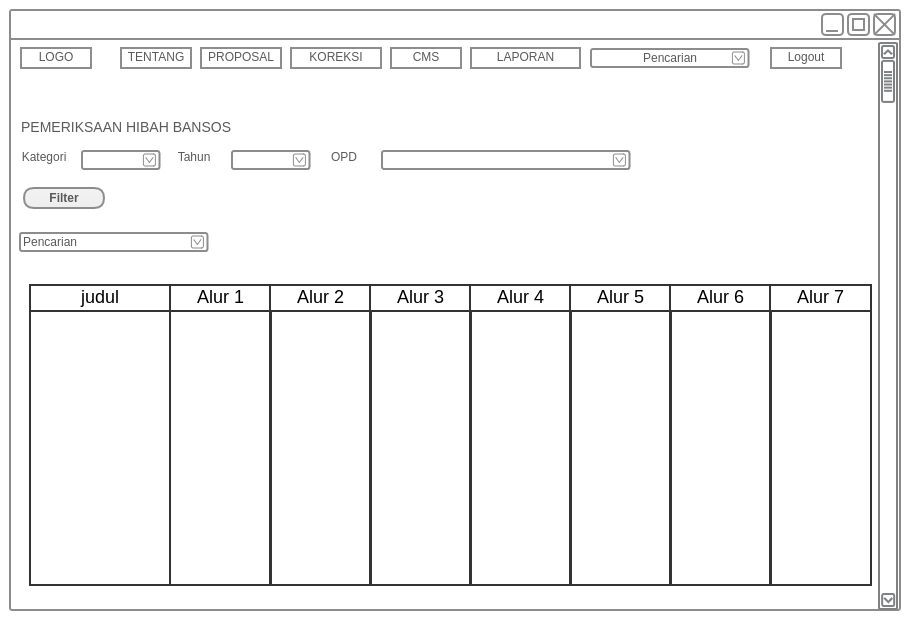 LOGO TENTANG PROPOSAL KOREKSI CMS LAPORAN Pencarian Logout
PEMERIKSAAN HIBAH BANSOS
Kategori Tahun OPD
Filter
Pencarian
judul Alur 1 Alur 2 Alur 3 Alur 4 Alur 5 Alur 6 Alur 7